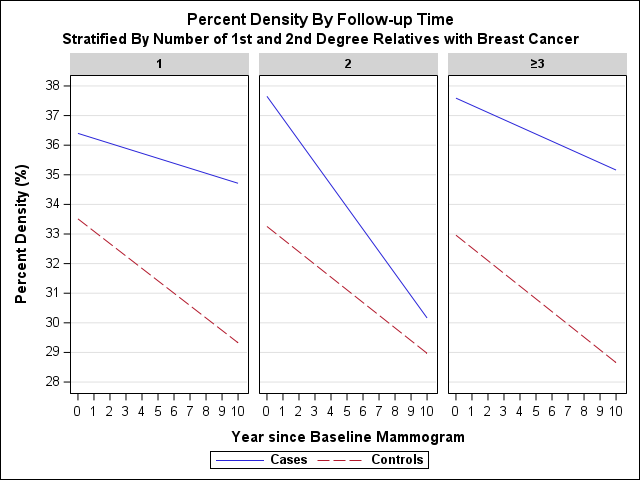 Percent Density By Follow-up Time
Stratified By Number of 1st and 2nd Degree Relatives with Breast Cancer
1 2 ≥3
38
37
36
35
34
33
32
31
30
29
28
Percent Density (%)
0 1 2 3 4 5 6 7 8 9 10 0 1 2 3 4 5 6 7 8 9 10 0 1 2 3 4 5 6 7 8 9 10
Year since Baseline Mammogram
Cases Controls